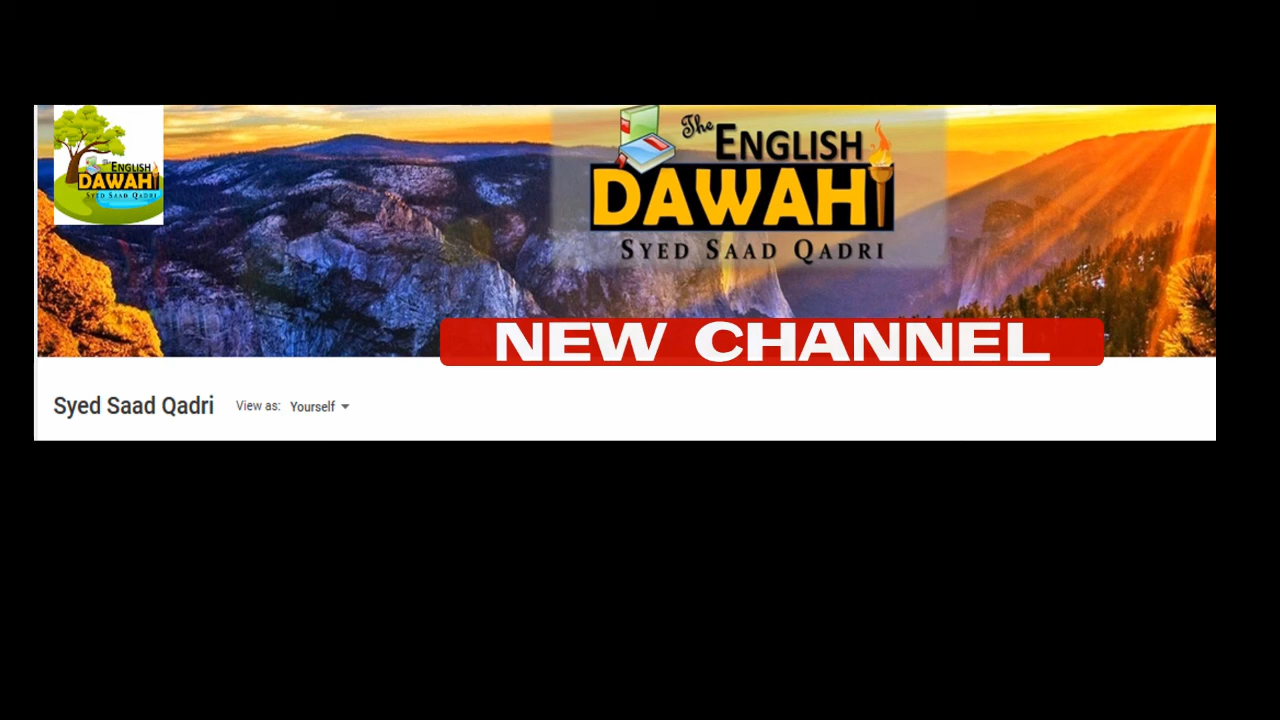 The
ENGLISH
DAWAH
SYED SAAD QADRI
The
ENGLISH
DAWAH
SYED SAAD QADRI
NEW CHANNEL
Syed Saad Qadri View as: Yourself